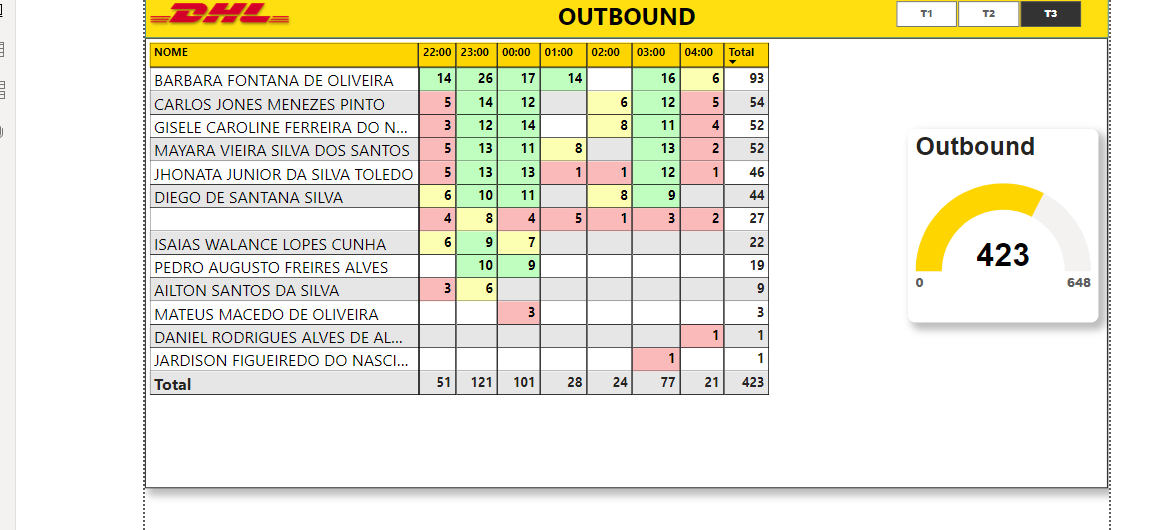 DHL OUTBOUND T1 T2 T3
NOME 22:00 23:00 00:00 01:00 02:00 03:00 04:00 Total
BARBARA FONTANA DE OLIVEIRA 14 26 17 14 16 6 93
CARLOS JONES MENEZES PINTO 5 14 12 6 12 5 54
GISELE CAROLINE FERREIRA DO N... 3 12 14 8 11 4 52
MAYARA VIEIRA SILVA DOS SANTOS 5 13 11 8 13 2 52
JHONATA JUNIOR DA SILVA TOLEDO 5 13 13 1 1 12 1 46
DIEGO DE SANTANA SILVA 6 10 11 8 9 44
4 8 4 5 1 3 2 27
ISAIAS WALANCE LOPES CUNHA 6 9 7 22
PEDRO AUGUSTO FREIRES ALVES 10 9 19
AILTON SANTOS DA SILVA 3 6 9
MATEUS MACEDO DE OLIVEIRA 3 3
DANIEL RODRIGUES ALVES DE AL... 1 1
JARDISON FIGUEIREDO DO NASCI... 1 1
Total 51 121 101 28 24 77 21 423
Outbound
423
0 648